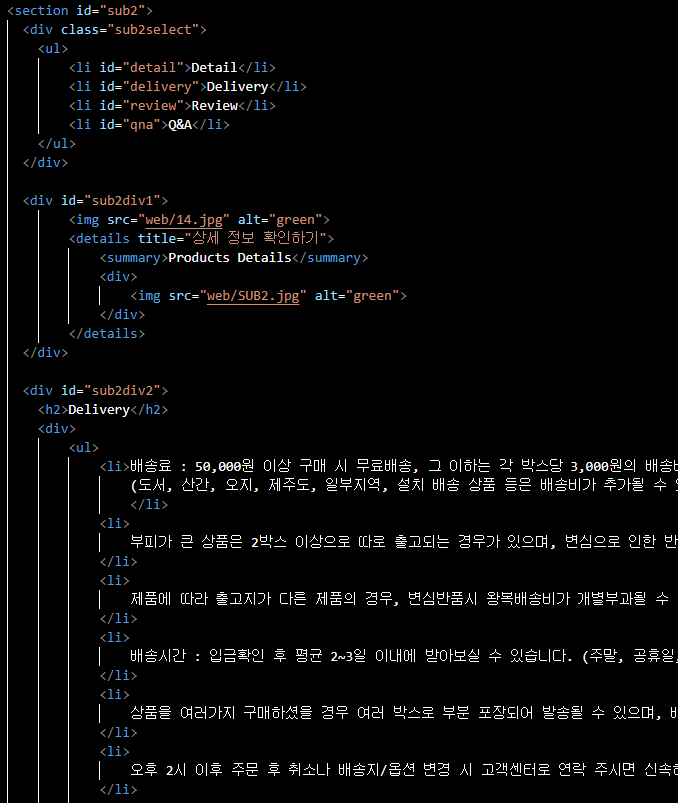 <section id="sub2">
<div class="sub2select">
<ul>
<li id="detail">Detail</li>
<li id="delivery">Delivery</li>
<li id="review">Review</li>
<li id="qna">Q&A</li>
</ul>
</div>
<div id="sub2div1">
<img src="web/14.jpg" alt="green">
<details title="상세 정보 확인하기">
<summary>Products Details</summary>
<div>
<img src="web/SUB2.jpg" alt="green">
</div>
</details>
</div>
<div id="sub2div2">
<h2>Delivery</h2>
<div>
<ul>
<li>배송료 : 50,000원 이상 구매 시 무료배송, 그 이하는 각 박스당 3,000원의 배송비
(도서, 산간, 오지, 제주도, 일부지역, 설치 배송 상품 등은 배송비가 추가될 수
</li>
<li>
부피가 큰 상품은 2박스 이상으로 따로 출고되는 경우가 있으며, 변심으로 인한 반
</li>
<li>
제품에 따라 출고지가 다른 제품의 경우, 변심반품시 왕복배송비가 개별부과될 수
</li>
<li>
배송시간 : 입금확인 후 평균 2~3일 이내에 받아보실 수 있습니다. (주말, 공휴일,
</li>
<li>
상품을 여러가지 구매하셨을 경우 여러 박스로 부분 포장되어 발송될 수 있으며,
</li>
<li>
오후 2시 이후 주문 후 취소나 배송지/옵션 변경 시 고객센터로 연락 주시면
</li>